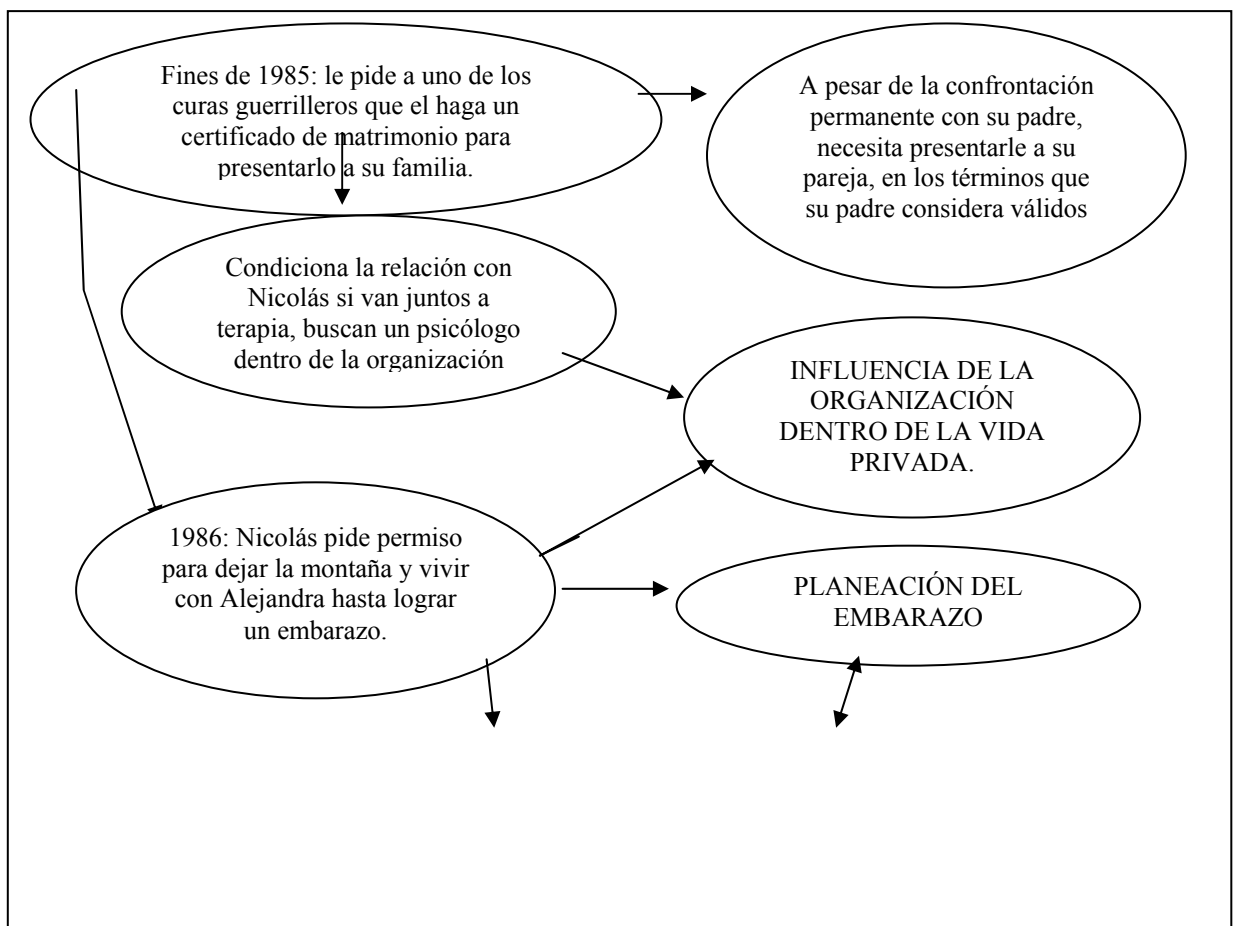 Fines de 1985: le pide a uno de los
curas guerrilleros que el haga un
certificado de matrimonio para
presentarlo a su familia.
A pesar de la confrontación
permanente con su padre,
necesita presentarle a su
pareja, en los términos que
su padre considera válidos
Condiciona la relación con
Nicolás si van juntos a
terapia, buscan un psicólogo
dentro de la organización
INFLUENCIA DE LA
ORGANIZACIÓN
DENTRO DE LA VIDA
PRIVADA.
1986: Nicolás pide permiso
para dejar la montaña y vivir
con Alejandra hasta lograr
un embarazo.
PLANEACIÓN DEL
EMBARAZO